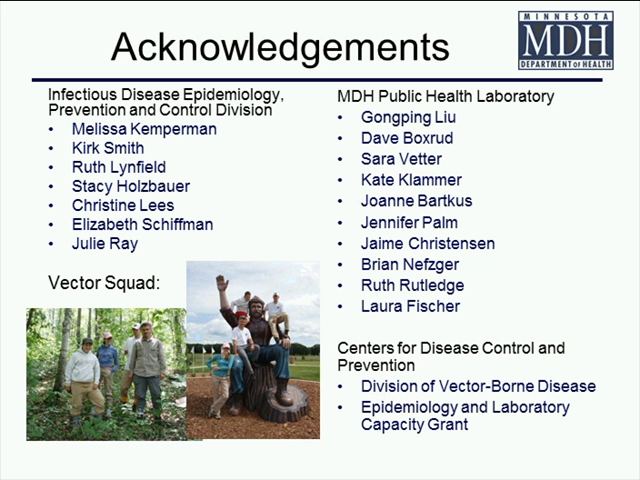 Acknowledgements
MINNESOTA
MDH
DEPARTMENT OF HEALTH
Infectious Disease Epidemiology,
Prevention and Control Division
• Melissa Kemperman
• Kirk Smith
• Ruth Lynfield
• Stacy Holzbauer
• Christine Lees
• Elizabeth Schiffman
• Julie Ray
Vector Squad:
MDH Public Health Laboratory
• Gongping Liu
• Dave Boxrud
• Sara Vetter
• Kate Klammer
• Joanne Bartkus
• Jennifer Palm
• Jaime Christensen
• Brian Nefzger
• Ruth Rutledge
• Laura Fischer
Centers for Disease Control and
Prevention
• Division of Vector-Borne Disease
• Epidemiology and Laboratory
Capacity Grant